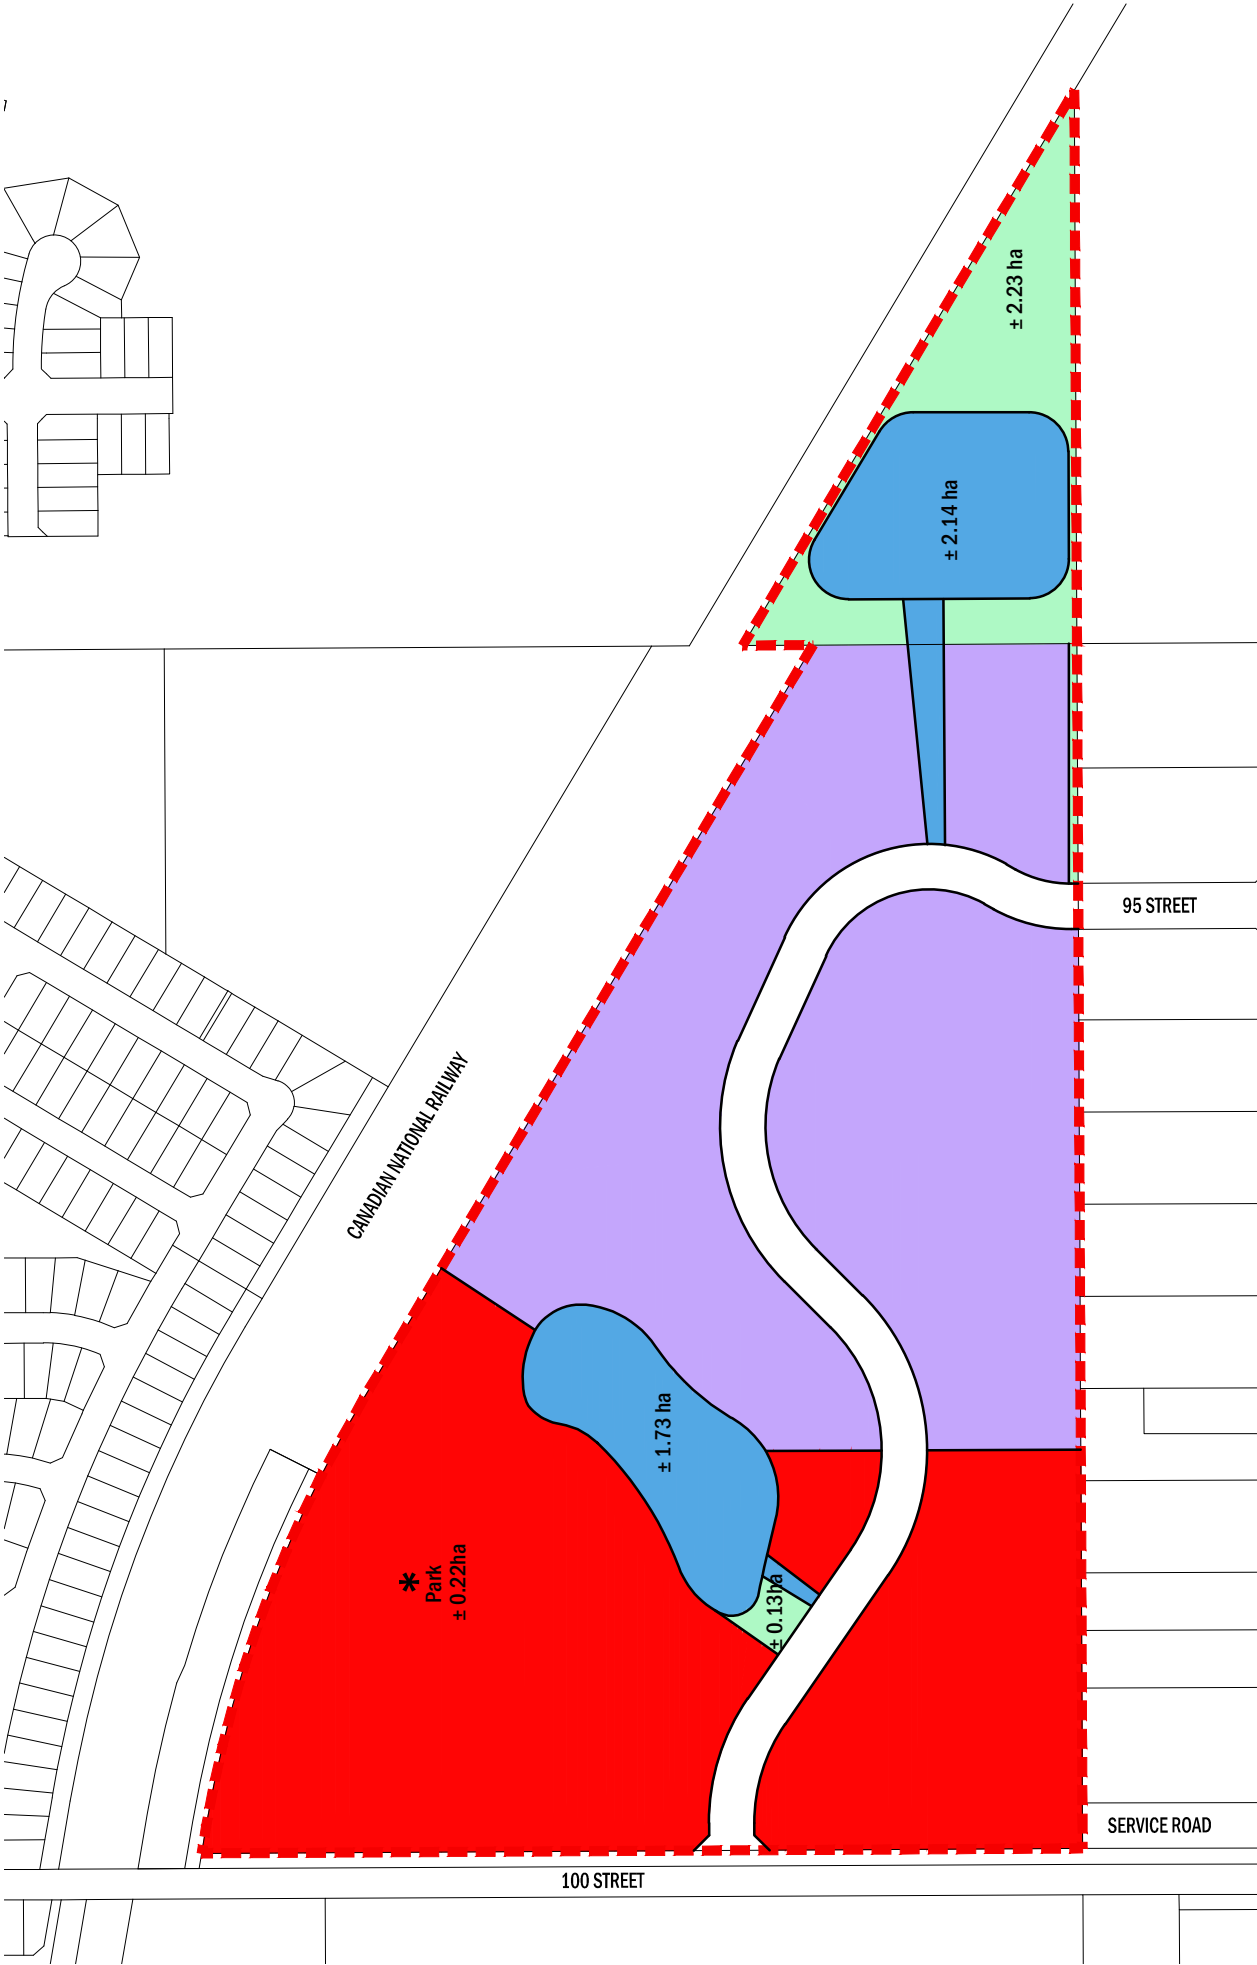 ± 2.23 ha
± 2.14 ha
95 STREET
CANADIAN NATIONAL RAILWAY
± 1.73 ha
*
Park
± 0.22ha
± 0.13ha
SERVICE ROAD
100 STREET